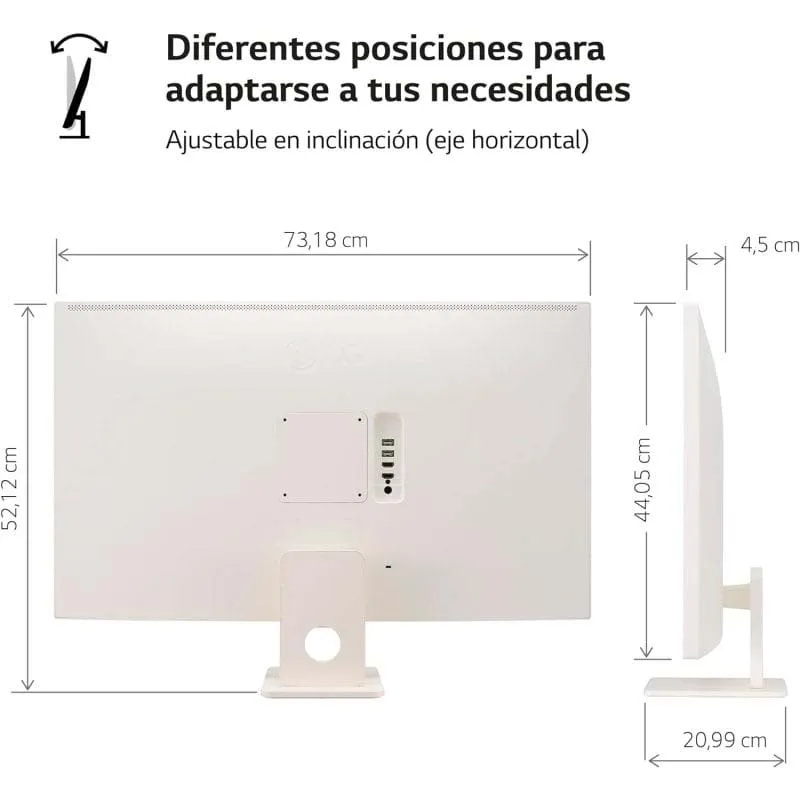 Diferentes posiciones para
adaptarse a tus necesidades
Ajustable en inclinación (eje horizontal)
73,18 cm
4,5 cm
52,12 cm
44,05 cm
20,99 cm